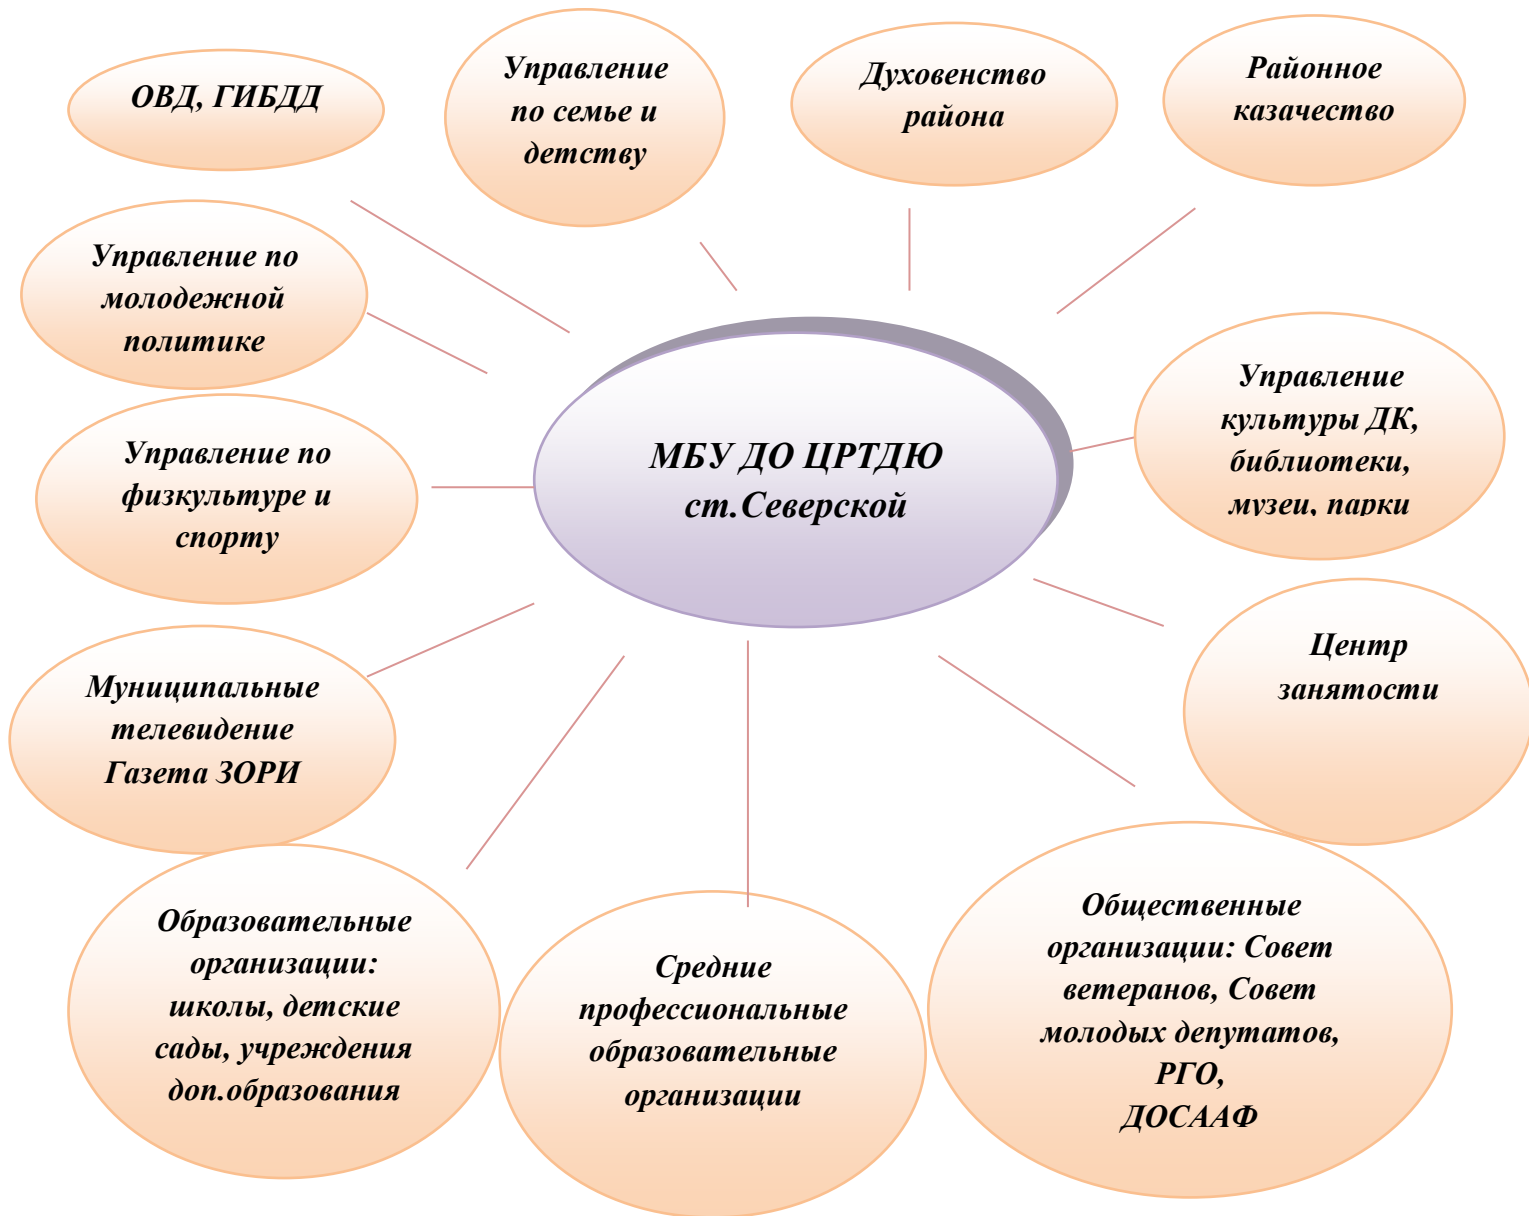 ОВД, ГИБДД
Управление
по семье и
детству
Духовенство
района
Районное
казачество
Управление по
молодежной
политике
Управление
культуры ДК,
библиотеки,
музеи, парки
МБУ ДО ЦРТДЮ
ст.Северской
Управление по
физкультуре и
спорту
Центр
занятости
Муниципальные
телевидение
Газета ЗОРИ
Образовательные
организации:
школы, детские
сады, учреждения
доп.образования
Средние
профессиональные
образовательные
организации
Общественные
организации: Совет
ветеранов, Совет
молодых депутатов,
РГО,
ДОСААФ